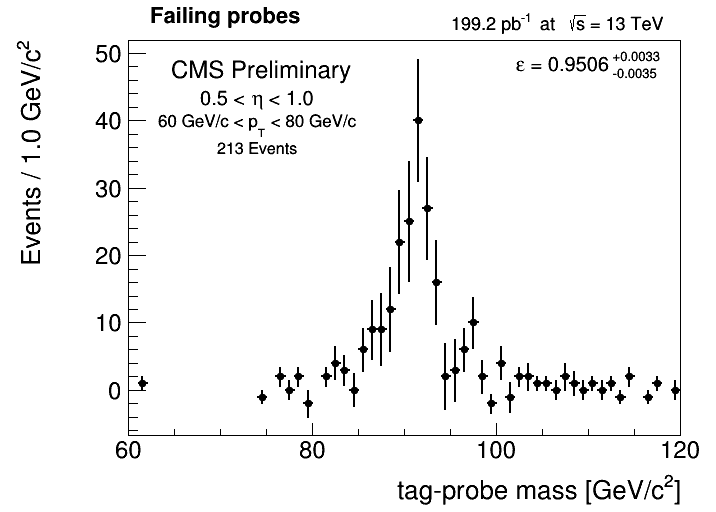 Failing probes
199.2 pb⁻¹ at √s = 13 TeV
CMS Preliminary
0.5 < η < 1.0
60 GeV/c < p_T < 80 GeV/c
213 Events
ε = 0.9506 +0.0033 -0.0035
Events / 1.0 GeV/c²
50
40
30
20
10
0
60 80 100 120
tag-probe mass [GeV/c²]